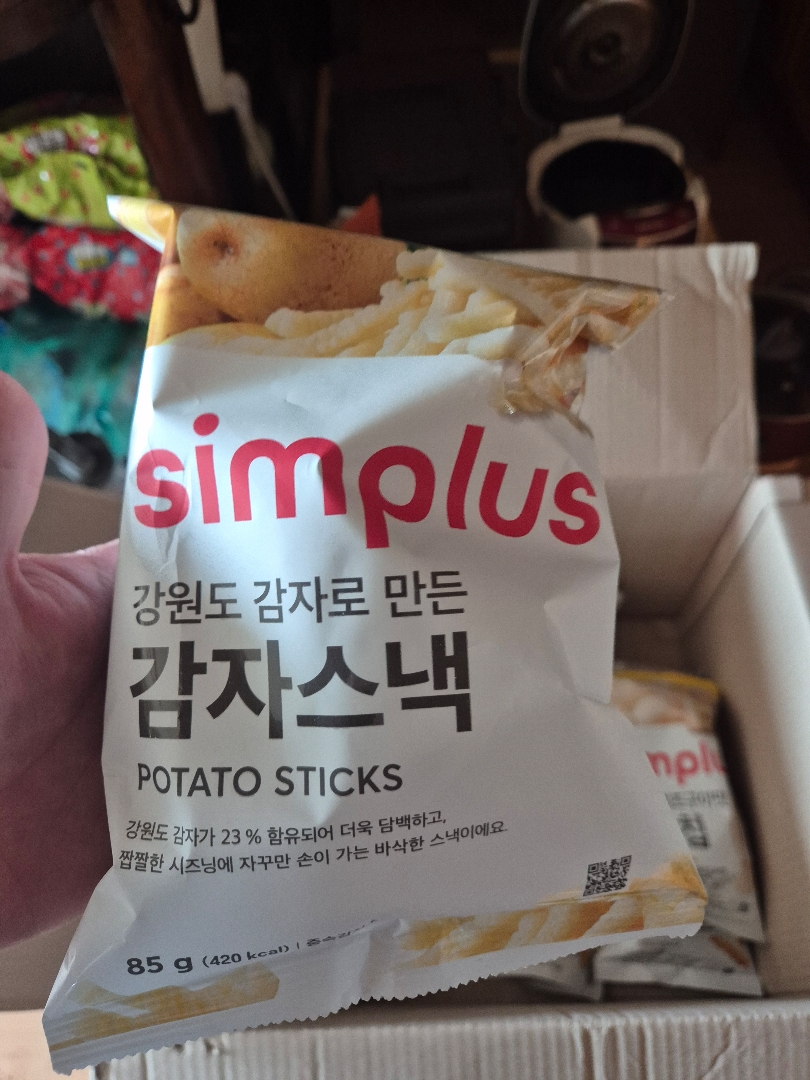 simplus
강원도 감자로 만든
감자스낵
POTATO STICKS
강원도 감자가 23 % 함유되어 더욱 담백하고,
짭짤한 시즈닝에 자꾸만 손이 가는 바삭한 스낵이에요.
85 g (420 kcal) |
mplu
칩